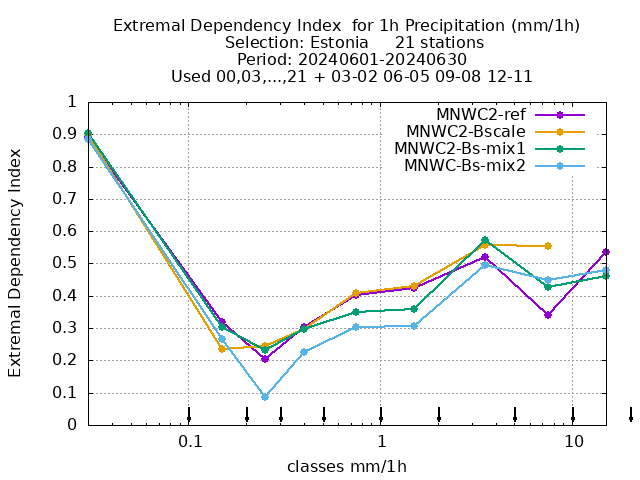 Extremal Dependency Index  for 1h Precipitation (mm/1h)
Selection: Estonia     21 stations
Period: 20240601-20240630
Used 00,03,...,21 + 03-02 06-05 09-08 12-11
MNWC2-ref
MNWC2-Bscale
MNWC2-Bs-mix1
MNWC-Bs-mix2
Extremal Dependency Index
1
0.9
0.8
0.7
0.6
0.5
0.4
0.3
0.2
0.1
0
0.1 1 10
classes mm/1h